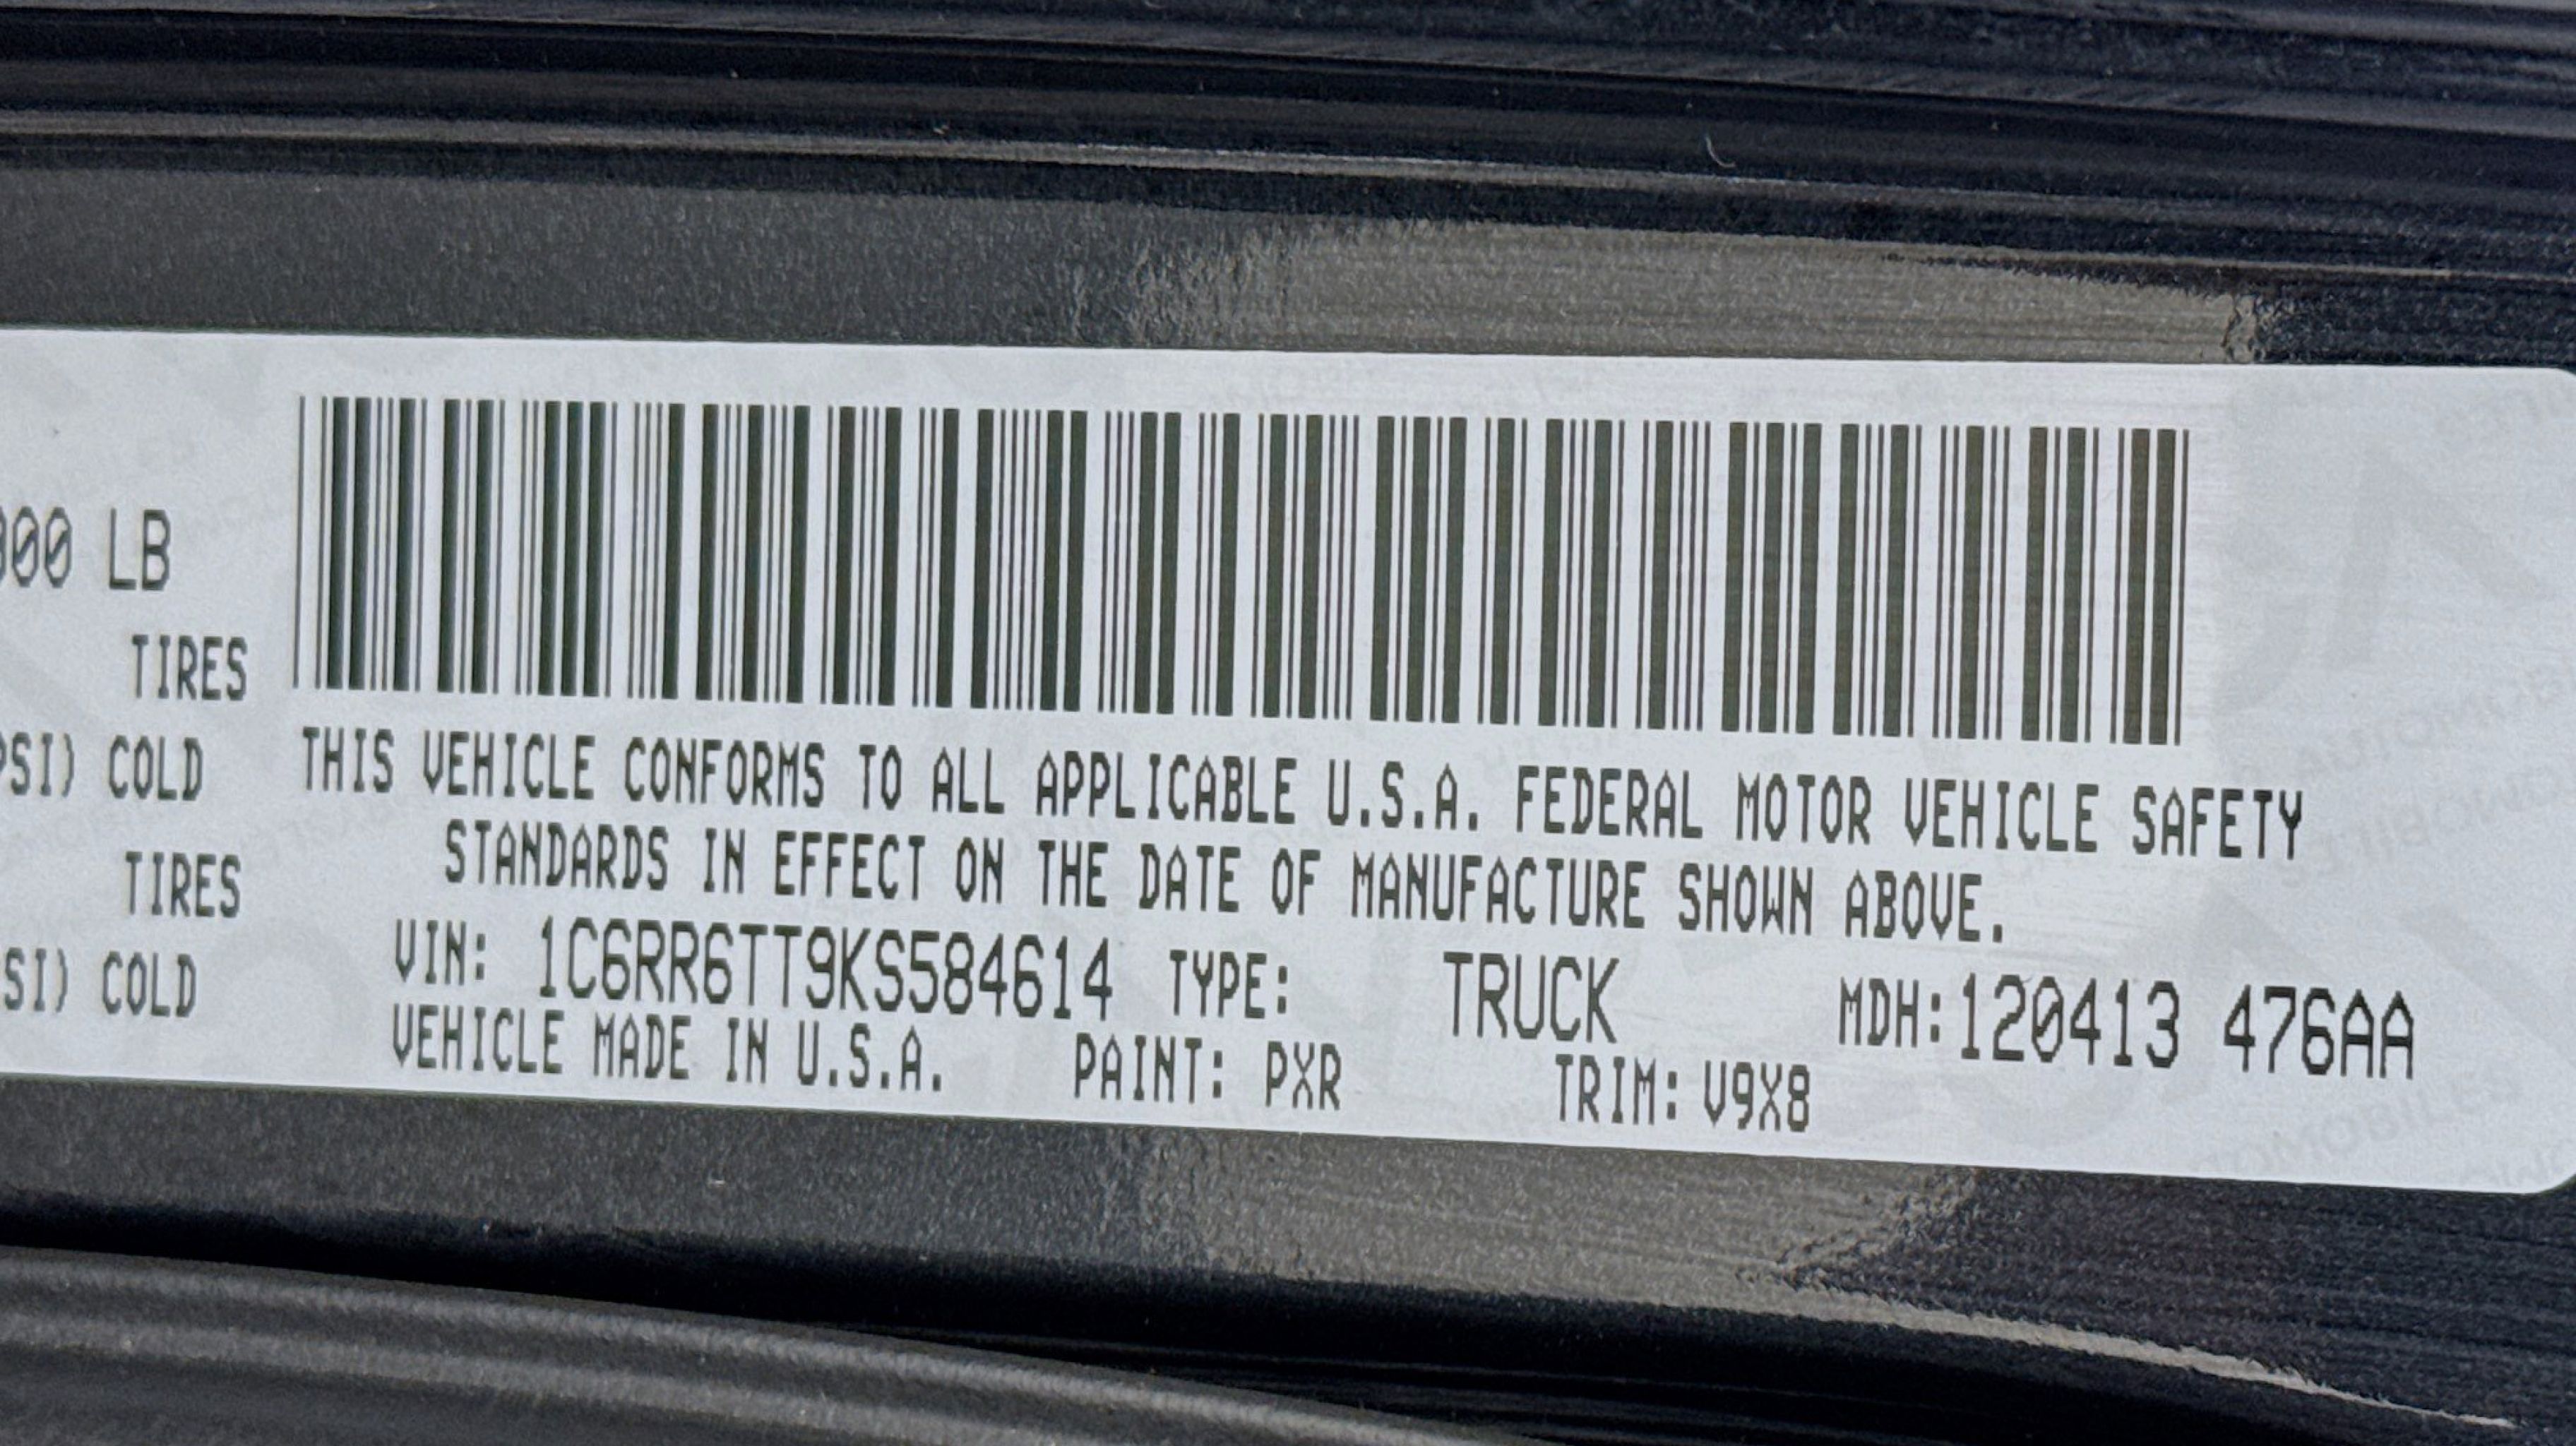 00 LB
TIRES
PSI) COLD
TIRES
SI) COLD
THIS VEHICLE CONFORMS TO ALL APPLICABLE U.S.A. FEDERAL MOTOR VEHICLE SAFETY
STANDARDS IN EFFECT ON THE DATE OF MANUFACTURE SHOWN ABOVE.
VIN: 1C6RR6TT9KS584614 TYPE: TRUCK MDH:120413 476AA
VEHICLE MADE IN U.S.A. PAINT: PXR TRIM: V9X8